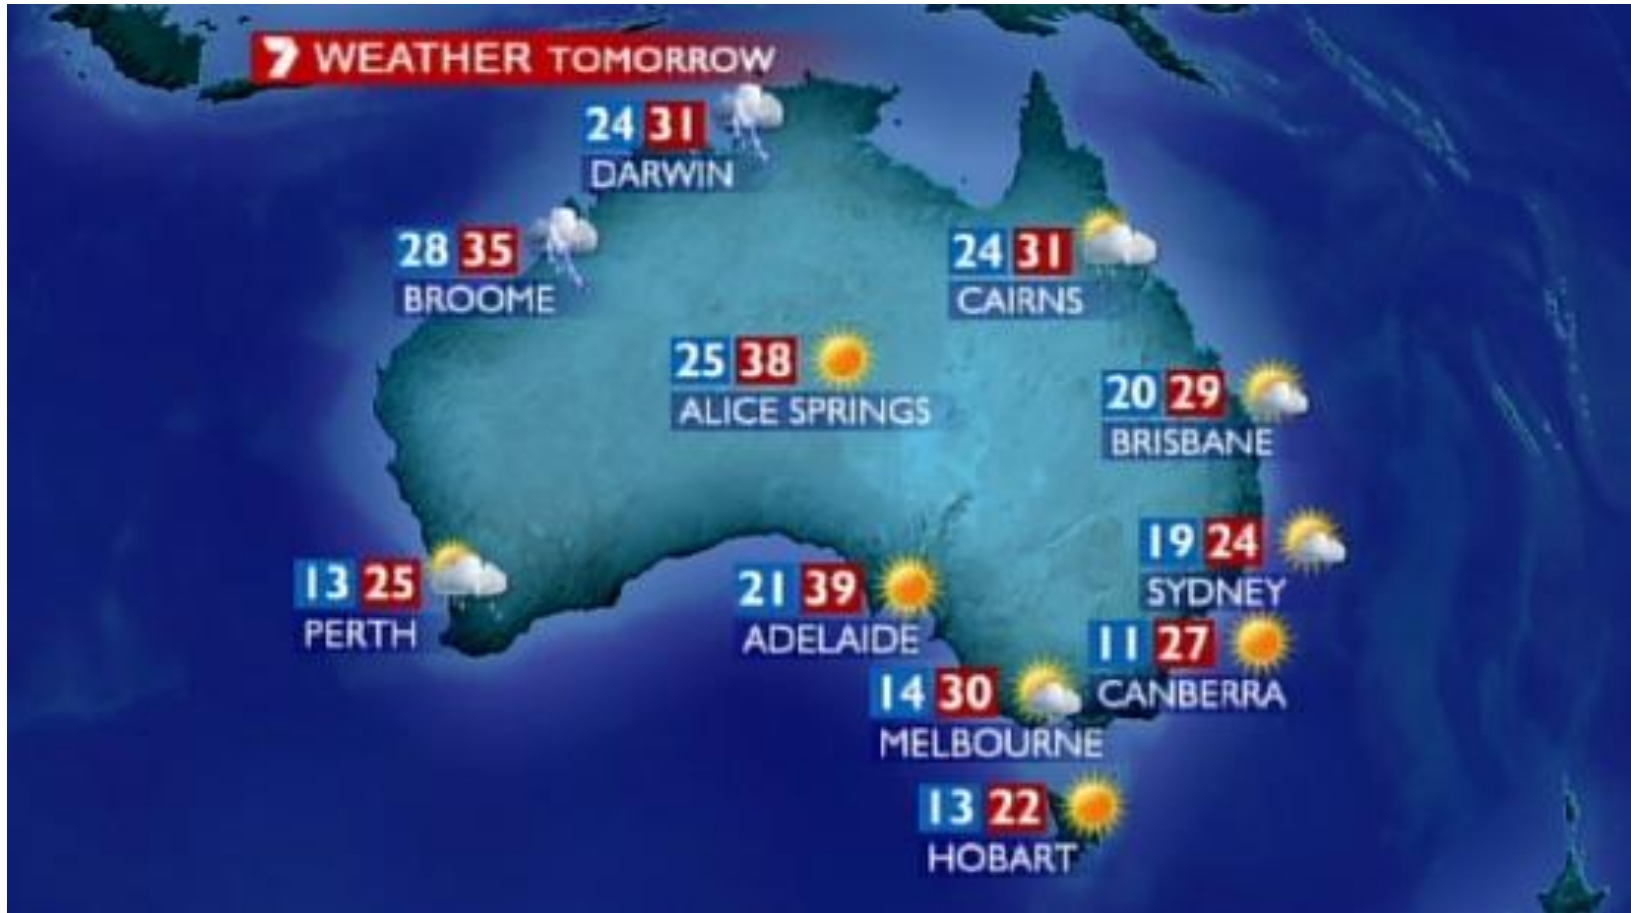 7 WEATHER TOMORROW
24 31
DARWIN
28 35
BROOME
24 31
CAIRNS
25 38
ALICE SPRINGS
20 29
BRISBANE
19 24
SYDNEY
13 25
PERTH
21 39
ADELAIDE
11 27
CANBERRA
14 30
MELBOURNE
13 22
HOBART